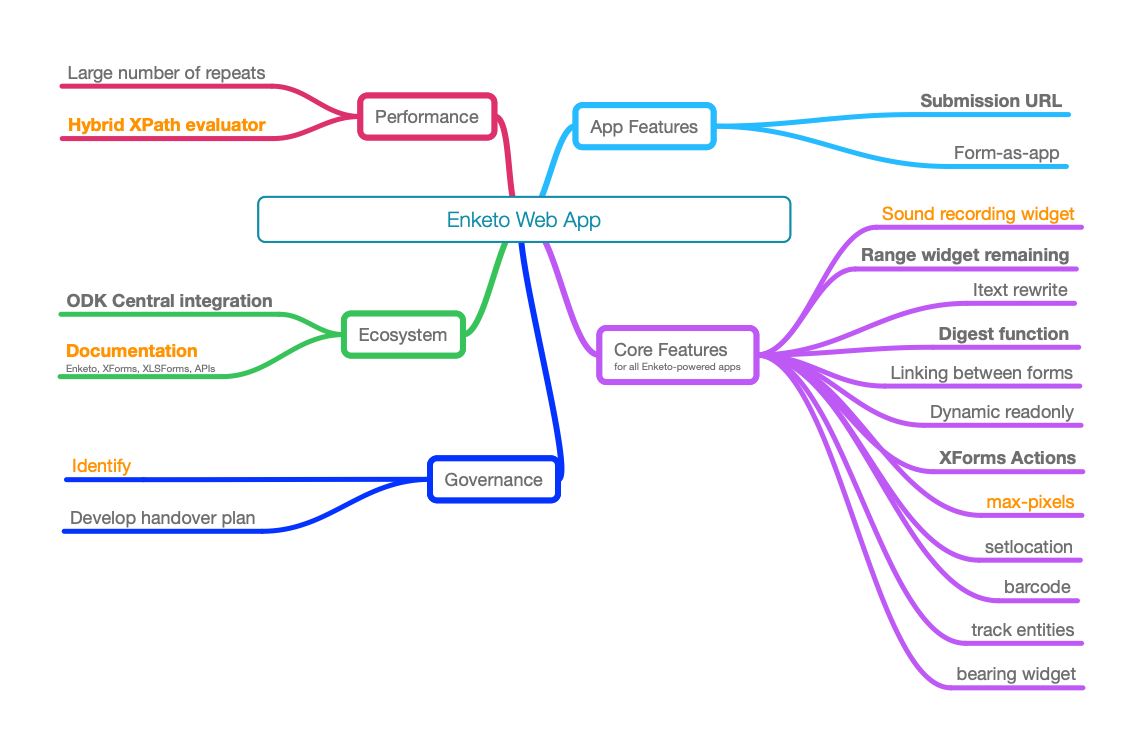 Enketo Web App
Performance
Large number of repeats
Hybrid XPath evaluator
App Features
Submission URL
Form-as-app
Ecosystem
ODK Central integration
Documentation
Enketo, XForms, XLSForms, APIs
Governance
Identify
Develop handover plan
Core Features
for all Enketo-powered apps
Sound recording widget
Range widget remaining
Itext rewrite
Digest function
Linking between forms
Dynamic readonly
XForms Actions
max-pixels
setlocation
barcode
track entities
bearing widget